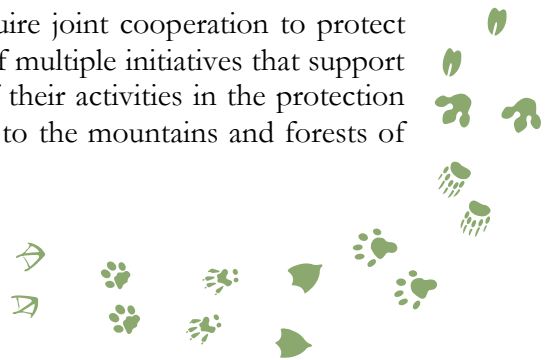 uire joint cooperation to protect
f multiple initiatives that support
f their activities in the protection
to the mountains and forests of